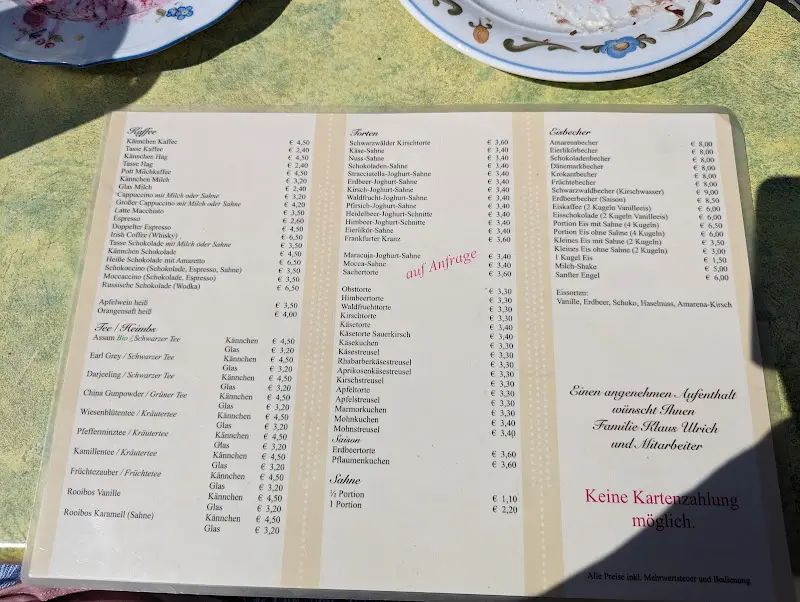 Kaffee
Kännchen Kaffee € 4,50
Tasse Kaffee € 2,40
Kännchen Hag € 4,50
Tasse Hag € 2,40
Pott Milchkaffee € 4,50
Kännchen Milch € 3,20
Glas Milch € 2,40
Cappuccino mit Milch oder Sahne € 3,20
Großer Cappuccino mit Milch oder Sahne € 4,20
Latte Macchiato € 3,50
Espresso € 2,60
Doppelter Espresso € 4,50
Irish Coffee (Whisky) € 6,50
Tasse Schokolade mit Milch oder Sahne € 3,50
Kännchen Schokolade € 4,50
Heiße Schokolade mit Amaretto € 6,50
Schokoccino (Schokolade, Espresso, Sahne) € 3,50
Moccaccino (Schokolade, Espresso) € 3,50
Russische Schokolade (Wodka) € 6,50
Apfelwein heiß € 3,50
Orangensaft heiß € 4,00
Tee / Heimbs
Assam Bio / Schwarzer Tee Kännchen € 4,50
Glas € 3,20
Earl Grey / Schwarzer Tee Kännchen € 4,50
Glas € 3,20
Darjeeling / Schwarzer Tee Kännchen € 4,50
Glas € 3,20
China Gunpowder / Grüner Tee Kännchen € 4,50
Glas € 3,20
Wiesenblütentee / Kräutertee Kännchen € 4,50
Glas € 3,20
Pfefferminztee / Kräutertee Kännchen € 4,50
Glas € 3,20
Kamillentee / Kräutertee Kännchen € 4,50
Glas € 3,20
Früchtezauber / Früchtetee Kännchen € 4,50
Glas € 3,20
Rooibos Vanille Kännchen € 4,50
Glas € 3,20
Rooibos Karamell (Sahne) Kännchen € 4,50
Glas € 3,20
Torten
Schwarzwälder Kirschtorte € 3,60
Käse-Sahne € 3,40
Nuss-Sahne € 3,40
Schokoladen-Sahne € 3,40
Stracciatella-Joghurt-Sahne € 3,40
Erdbeer-Joghurt-Sahne € 3,40
Kirsch-Joghurt-Sahne € 3,40
Waldfrucht-Joghurt-Sahne € 3,40
Pfirsich-Joghurt-Sahne € 3,40
Heidelbeer-Joghurt-Schnitte € 3,40
Himbeer-Joghurt-Schnitte € 3,40
Eierlikör-Sahne € 3,40
Frankfurter Kranz € 3,60
Maracuja-Joghurt-Sahne € 3,40
Mocca-Sahne € 3,40
Sachertorte € 3,60
auf Anfrage
Obsttorte € 3,30
Himbeertorte € 3,30
Waldfruchttorte € 3,30
Kirschtorte € 3,30
Käsetorte € 3,40
Käsetorte Sauerkirsch € 3,40
Käsekuchen € 3,30
Käsestreusel € 3,30
Rhabarberkäsestreusel € 3,40
Aprikosenkäsestreusel € 3,40
Kirschstreusel € 3,30
Apfeltorte € 3,30
Apfelstreusel € 3,30
Marmorkuchen € 3,30
Mohnkuchen € 3,30
Mohnstreusel € 3,40
Saison
Erdbeertorte € 3,60
Pflaumenkuchen € 3,60
Sahne
½ Portion € 1,10
1 Portion € 2,20
Eisbecher
Amarenabecher € 8,00
Eierlikörbecher € 8,00
Schokoladenbecher € 8,00
Dänemarkbecher € 8,00
Krokantbecher € 8,00
Früchtebecher € 8,00
Schwarzwaldbecher (Kirschwasser) € 9,00
Erdbeerbecher (Saison) € 8,50
Eiskaffee (2 Kugeln Vanilleeis) € 6,00
Eisschokolade (2 Kugeln Vanilleeis) € 6,00
Portion Eis mit Sahne (4 Kugeln) € 6,50
Portion Eis ohne Sahne (4 Kugeln) € 6,00
Kleines Eis mit Sahne (2 Kugeln) € 3,50
Kleines Eis ohne Sahne (2 Kugeln) € 3,00
1 Kugel Eis € 1,50
Milch-Shake € 5,00
Sanfter Engel € 6,00
Eissorten:
Vanille, Erdbeer, Schoko, Haselnuss, Amarena-Kirsch
Einen angenehmen Aufenthalt
wünscht Ihnen
Familie Klaus Ulrich
und Mitarbeiter
Keine Kartenzahlung
möglich.
Alle Preise inkl. Mehrwertsteuer und Bedienung